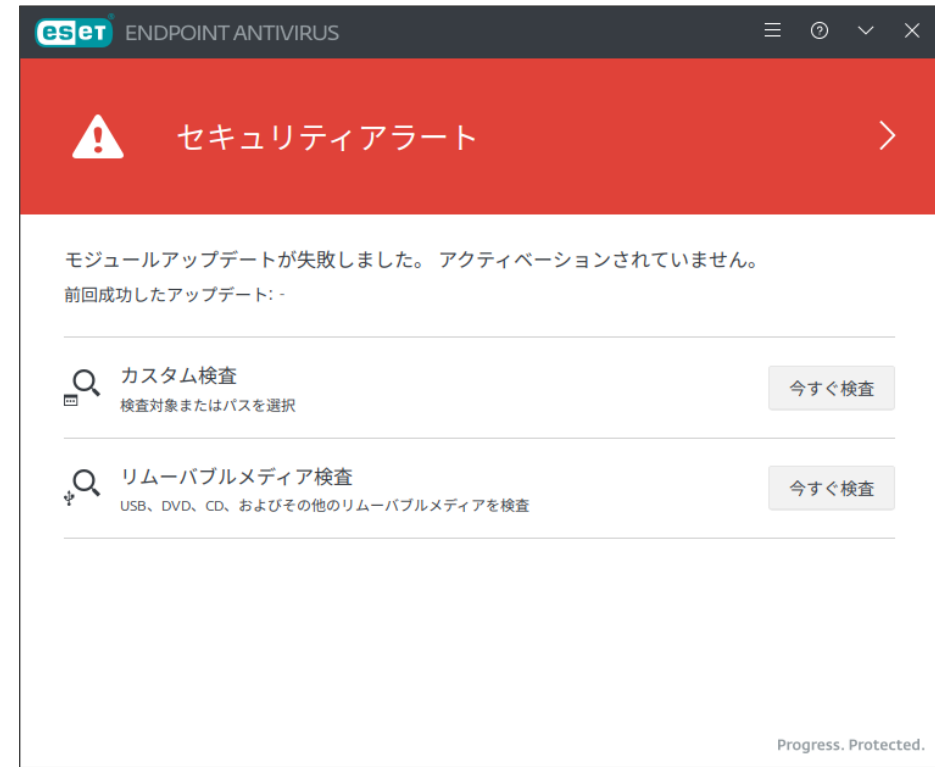 eset ENDPOINT ANTIVIRUS
セキュリティアラート
モジュールアップデートが失敗しました。 アクティベーションされていません。
前回成功したアップデート: -
カスタム検査
検査対象またはパスを選択
今すぐ検査
リムーバブルメディア検査
USB、DVD、CD、およびその他のリムーバブルメディアを検査
今すぐ検査
Progress. Protected.